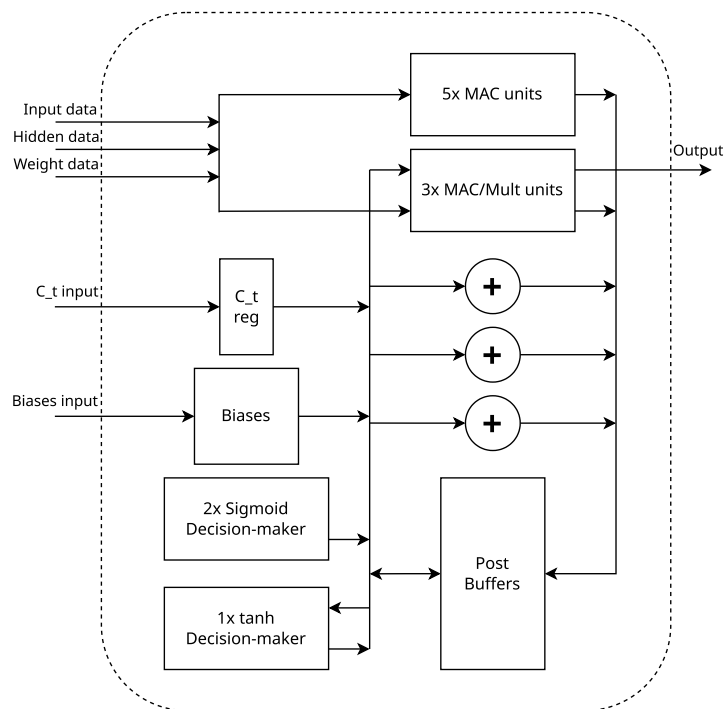 5x MAC units
Input data
Hidden data
Weight data
Output
3x MAC/Mult units
C_t input
C_t
reg
+
+
+
Biases input
Biases
2x Sigmoid
Decision-maker
Post
Buffers
1x tanh
Decision-maker